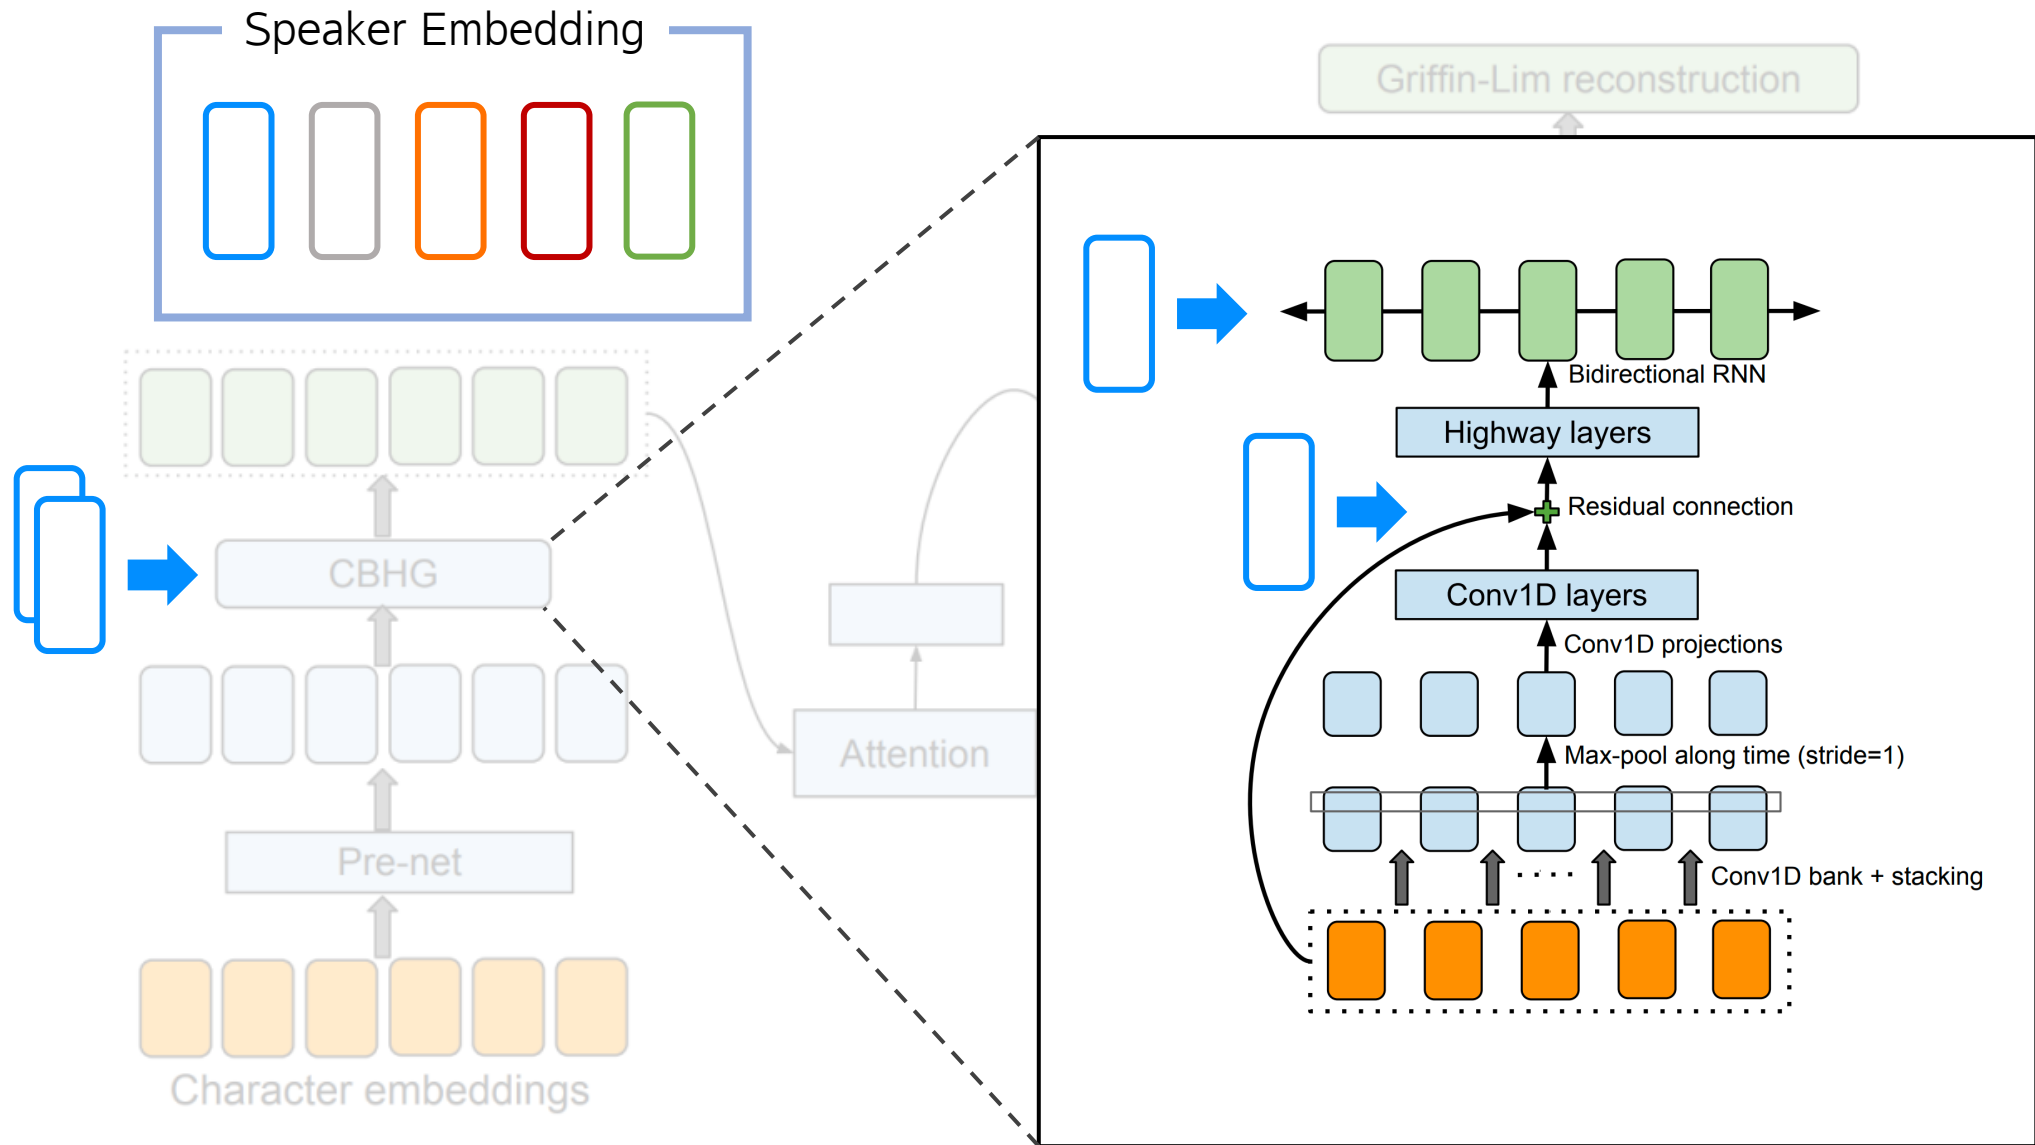 Speaker Embedding
Griffin-Lim reconstruction
CBHG
Pre-net
Character embeddings
Attention
Bidirectional RNN
Highway layers
Residual connection
Conv1D layers
Conv1D projections
Max-pool along time (stride=1)
Conv1D bank + stacking